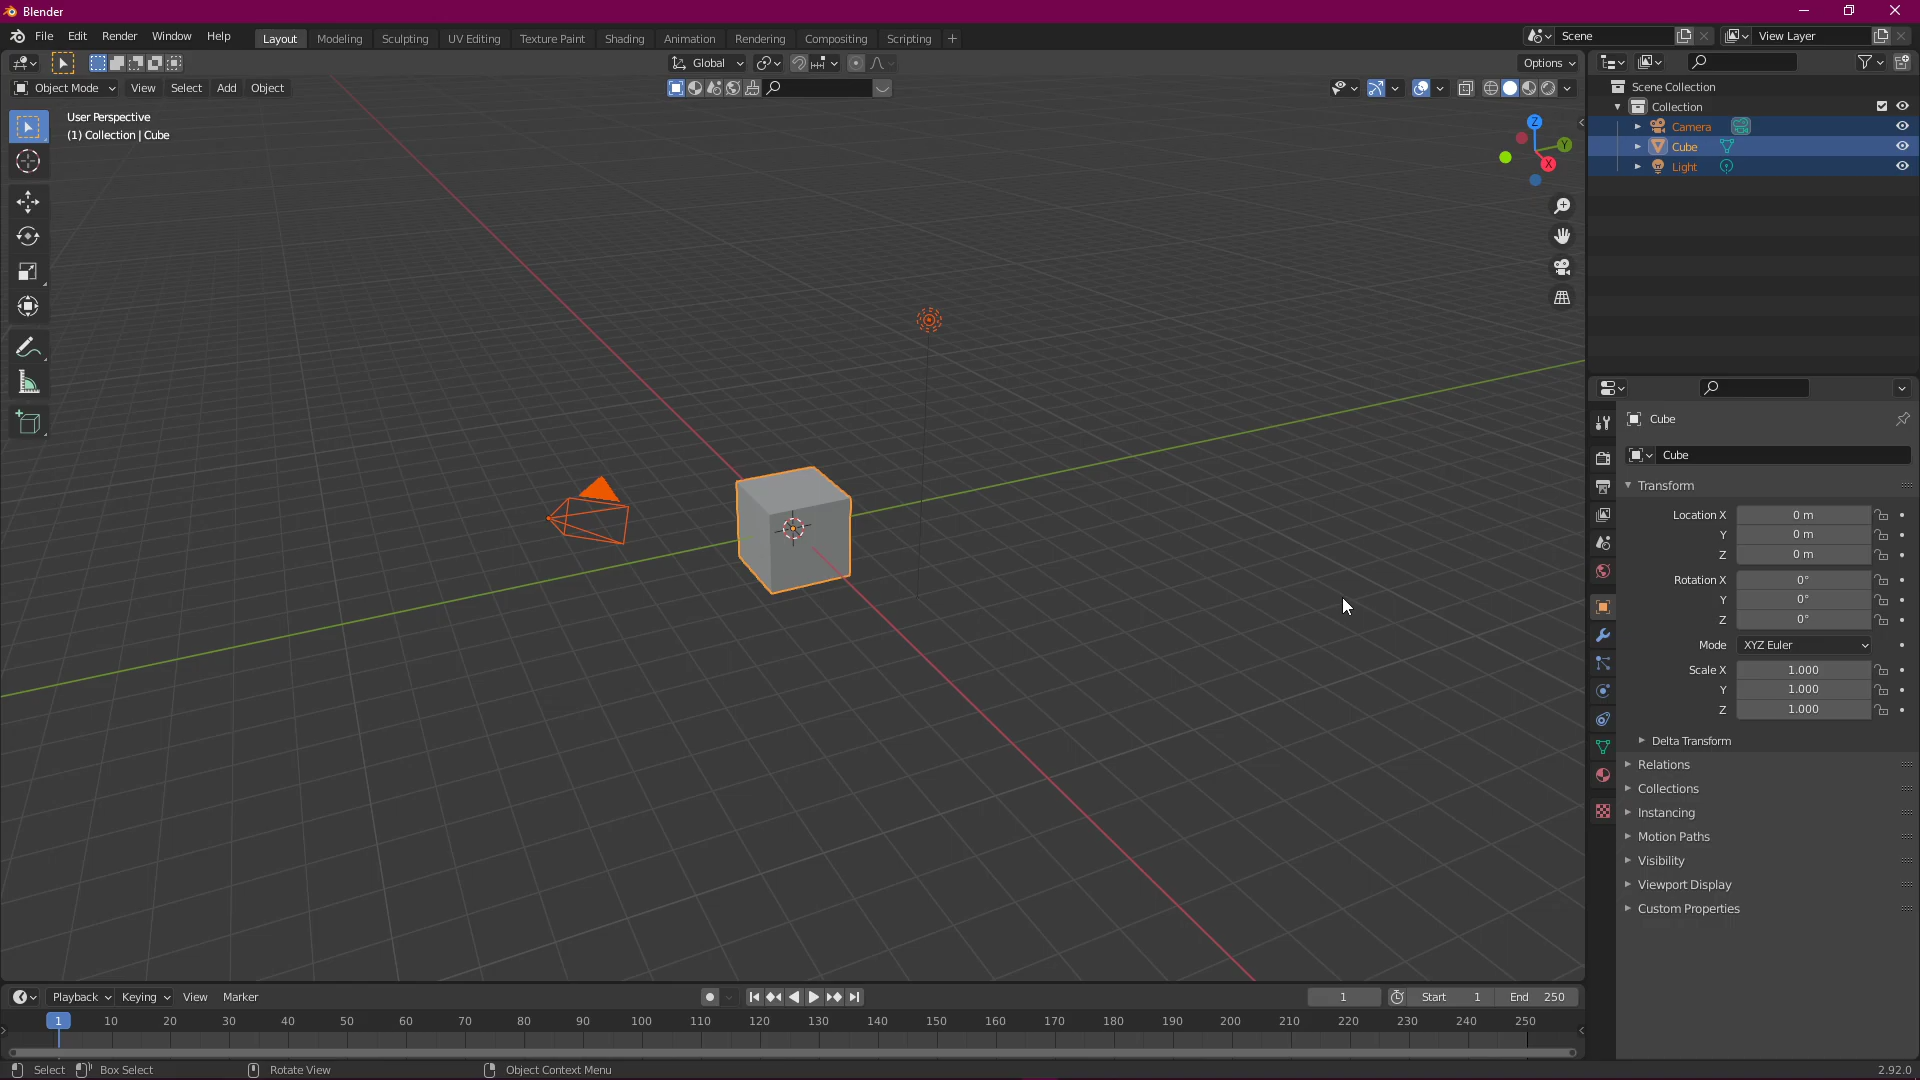 Blender
File Edit Render Window Help Layout Modeling Sculpting UV Editing Texture Paint Shading Animation Rendering Compositing Scripting + Scene View Layer
Global Options
Object Mode View Select Add Object
User Perspective
(1) Collection | Cube
Z
Y
X
Scene Collection
Collection
Camera
Cube
Light
Cube
Cube
Transform
Location X 0 m
Y 0 m
Z 0 m
Rotation X 0°
Y 0°
Z 0°
Mode XYZ Euler
Scale X 1.000
Y 1.000
Z 1.000
Delta Transform
Relations
Collections
Instancing
Motion Paths
Visibility
Viewport Display
Custom Properties
Playback Keying View Marker 1 Start 1 End 250
1 10 20 30 40 50 60 70 80 90 100 110 120 130 140 150 160 170 180 190 200 210 220 230 240 250
Select Box Select Rotate View Object Context Menu 2.92.0